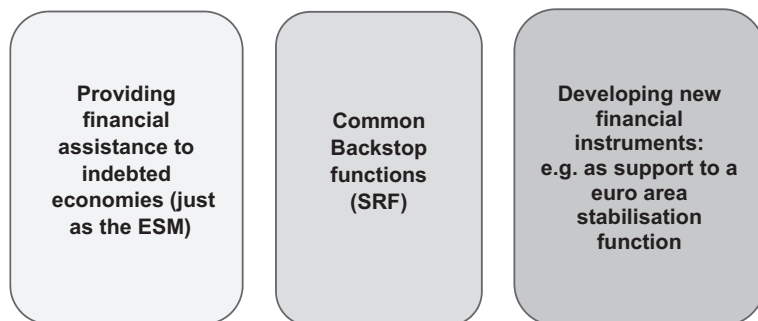 Providing
financial
assistance to
indebted
economies (just
as the ESM)
Common
Backstop
functions
(SRF)
Developing new
financial
instruments:
e.g. as support to a
euro area
stabilisation
function